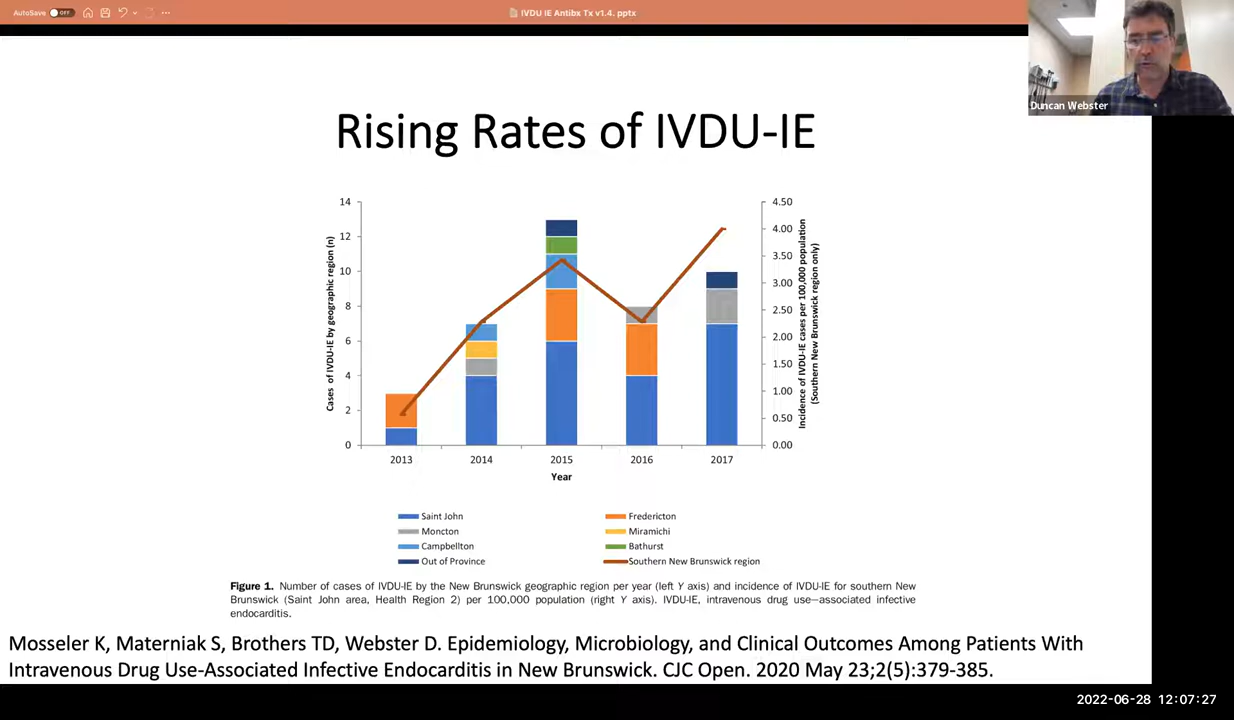 AutoSave OFF
IVDU IE Antibx Tx v1.4. pptx
Duncan Webster
Rising Rates of IVDU-IE
Cases of IVDU-IE by geographic region (n)
14
12
10
8
6
4
2
0
4.50
4.00
3.50
3.00
2.50
2.00
1.50
1.00
0.50
0.00
Incidence of IVDU-IE cases per 100,000 population
(Southern New Brunswick region only)
2013 2014 2015 2016 2017
Year
Saint John Fredericton
Moncton Miramichi
Campbellton Bathurst
Out of Province Southern New Brunswick region
Figure 1. Number of cases of IVDU-IE by the New Brunswick geographic region per year (left Y axis) and incidence of IVDU-IE for southern New
Brunswick (Saint John area, Health Region 2) per 100,000 population (right Y axis). IVDU-IE, intravenous drug use–associated infective
endocarditis.
Mosseler K, Materniak S, Brothers TD, Webster D. Epidemiology, Microbiology, and Clinical Outcomes Among Patients With
Intravenous Drug Use-Associated Infective Endocarditis in New Brunswick. CJC Open. 2020 May 23;2(5):379-385.
2022-06-28 12:07:27